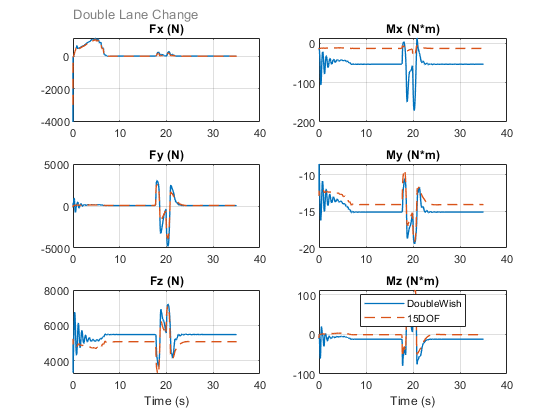 Double Lane Change
Fx (N)
0
-2000
-4000
0 10 20 30 40
Mx (N*m)
0
-100
-200
0 10 20 30 40
Fy (N)
5000
0
-5000
0 10 20 30 40
My (N*m)
-10
-15
-20
0 10 20 30 40
Fz (N)
8000
6000
4000
0 10 20 30 40
Time (s)
Mz (N*m)
100
0
-100
DoubleWish
15DOF
0 10 20 30 40
Time (s)